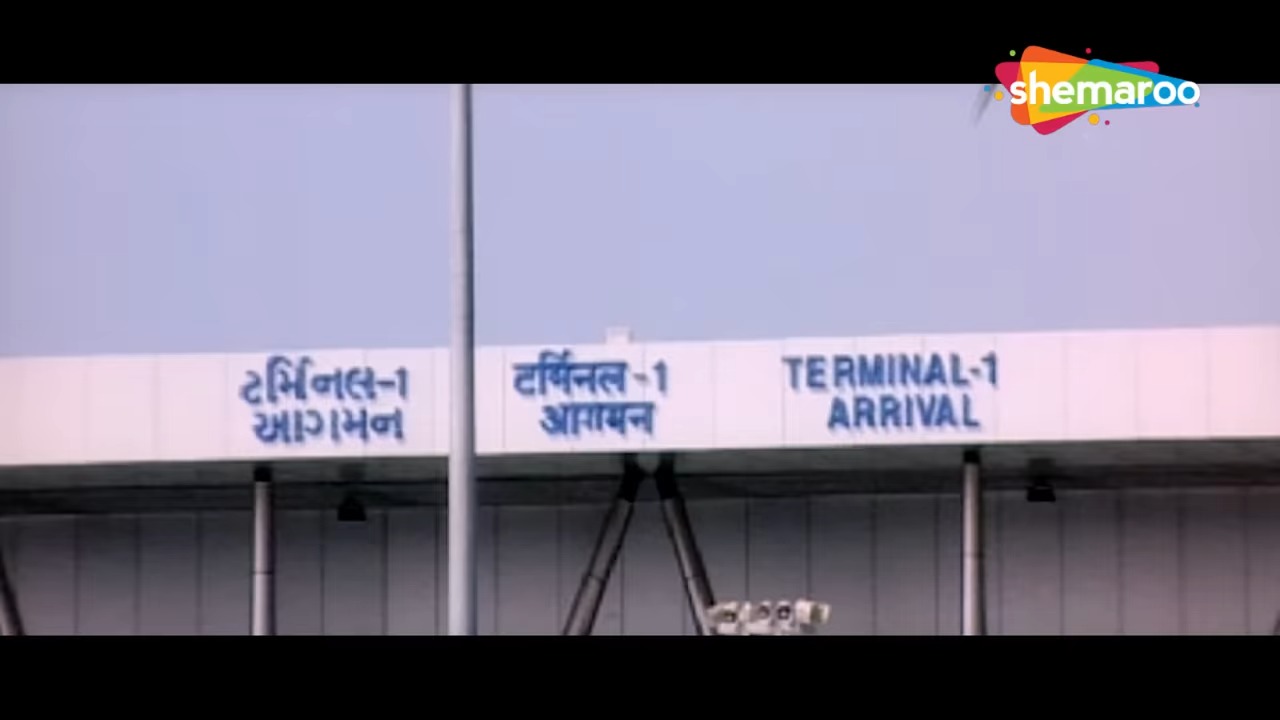 shemaroo
ટર્મિનલ-1
આગમન
टर्मिनल-1
आगमन
TERMINAL-1
ARRIVAL